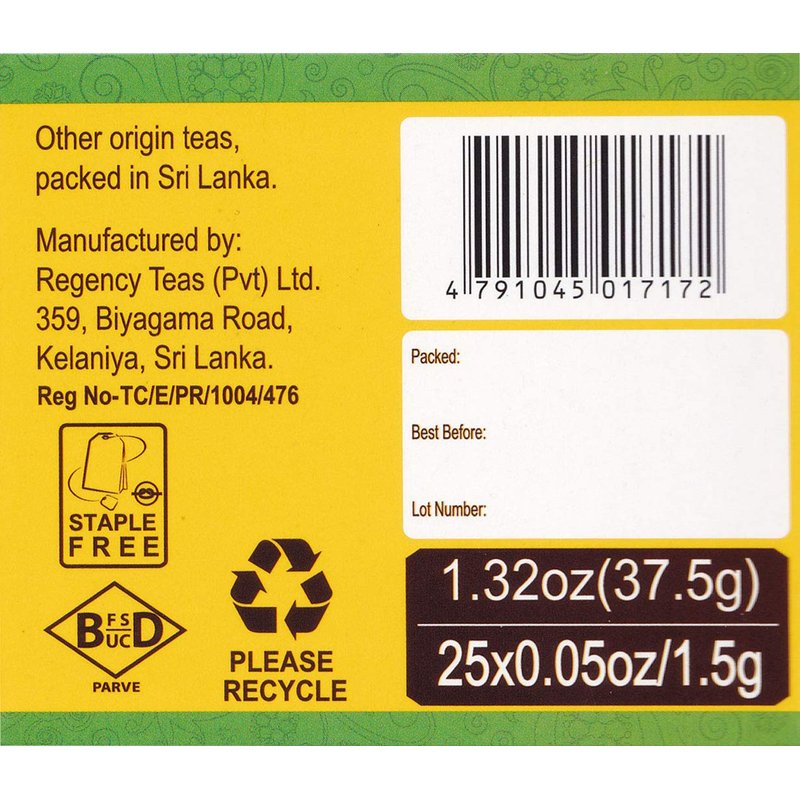 Other origin teas,
packed in Sri Lanka.
Manufactured by:
Regency Teas (Pvt) Ltd.
359, Biyagama Road,
Kelaniya, Sri Lanka.
Reg No-TC/E/PR/1004/476
STAPLE
FREE
B FS UC D
PARVE
PLEASE
RECYCLE
4 791045 017172
Packed:
Best Before:
Lot Number:
1.32oz(37.5g)
25x0.05oz/1.5g